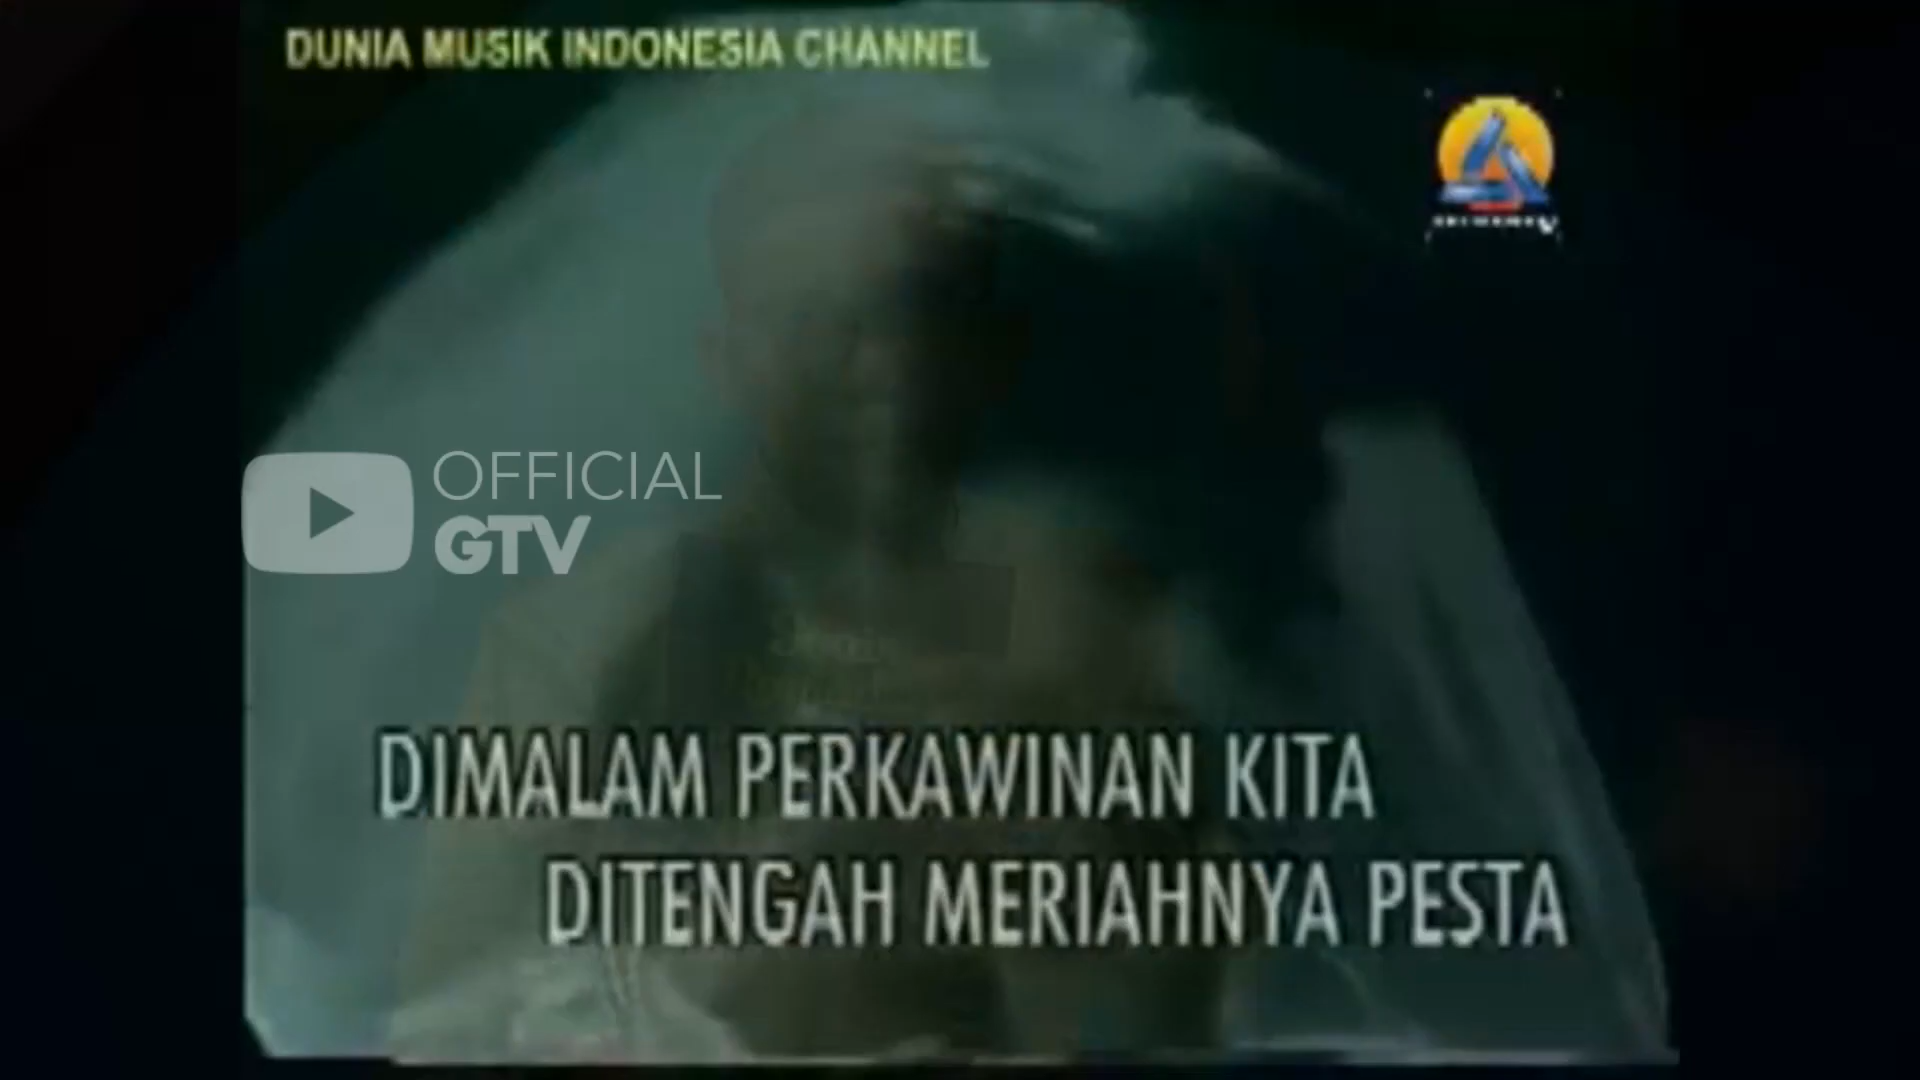 DUNIA MUSIK INDONESIA CHANNEL
OFFICIAL
GTV
DIMALAM PERKAWINAN KITA
DITENGAH MERIAHNYA PESTA